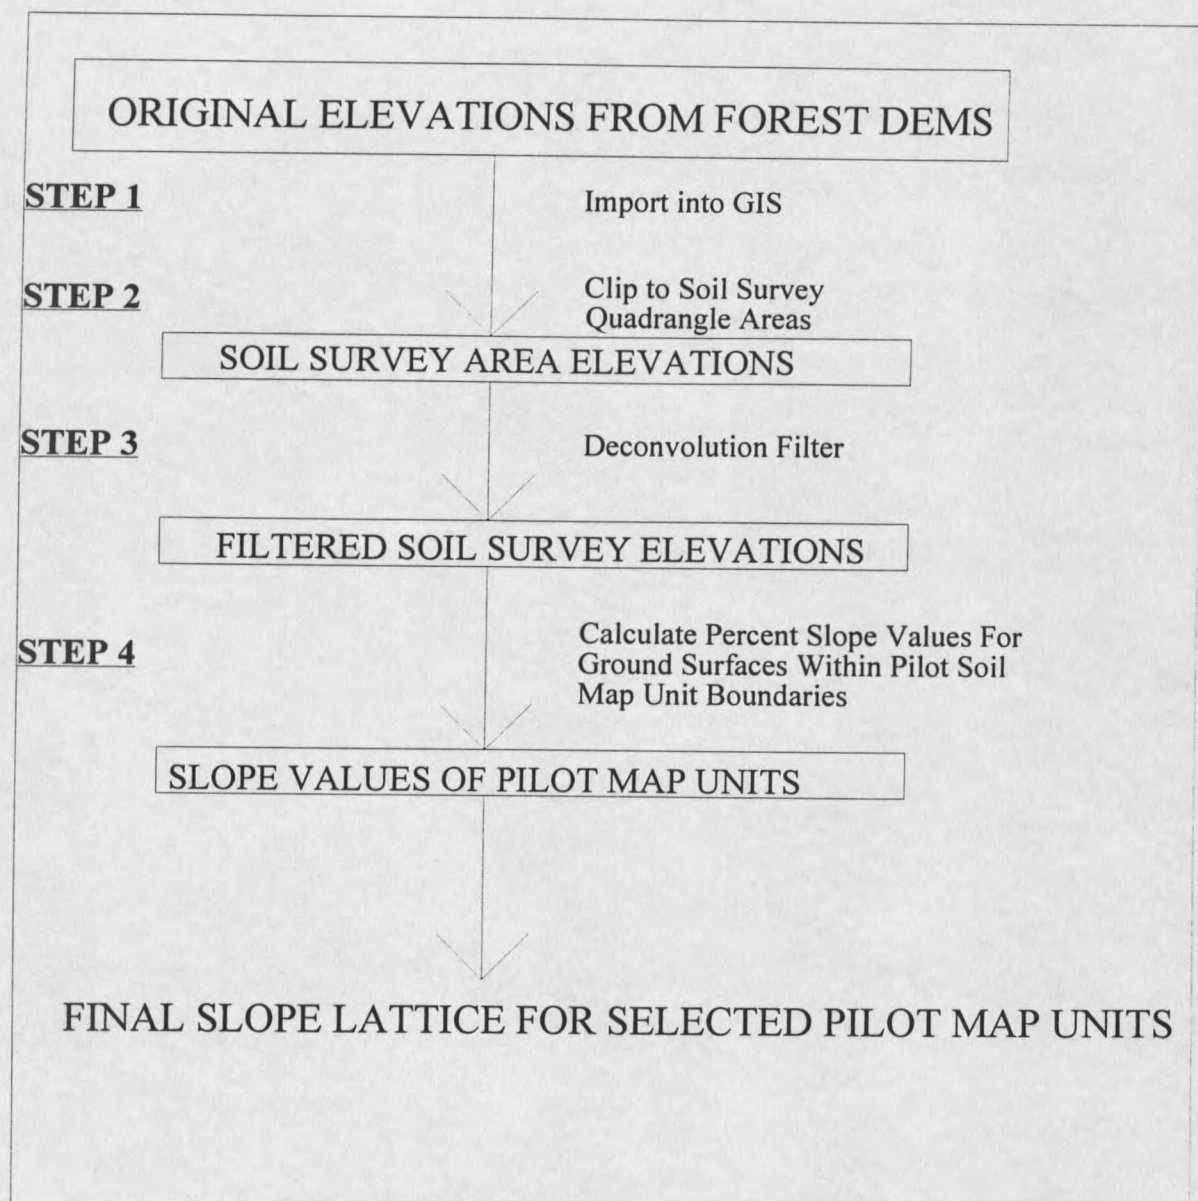 ORIGINAL ELEVATIONS FROM FOREST DEMS
STEP 1
Import into GIS
STEP 2
Clip to Soil Survey
Quadrangle Areas
SOIL SURVEY AREA ELEVATIONS
STEP 3
Deconvolution Filter
FILTERED SOIL SURVEY ELEVATIONS
STEP 4
Calculate Percent Slope Values For
Ground Surfaces Within Pilot Soil
Map Unit Boundaries
SLOPE VALUES OF PILOT MAP UNITS
FINAL SLOPE LATTICE FOR SELECTED PILOT MAP UNITS